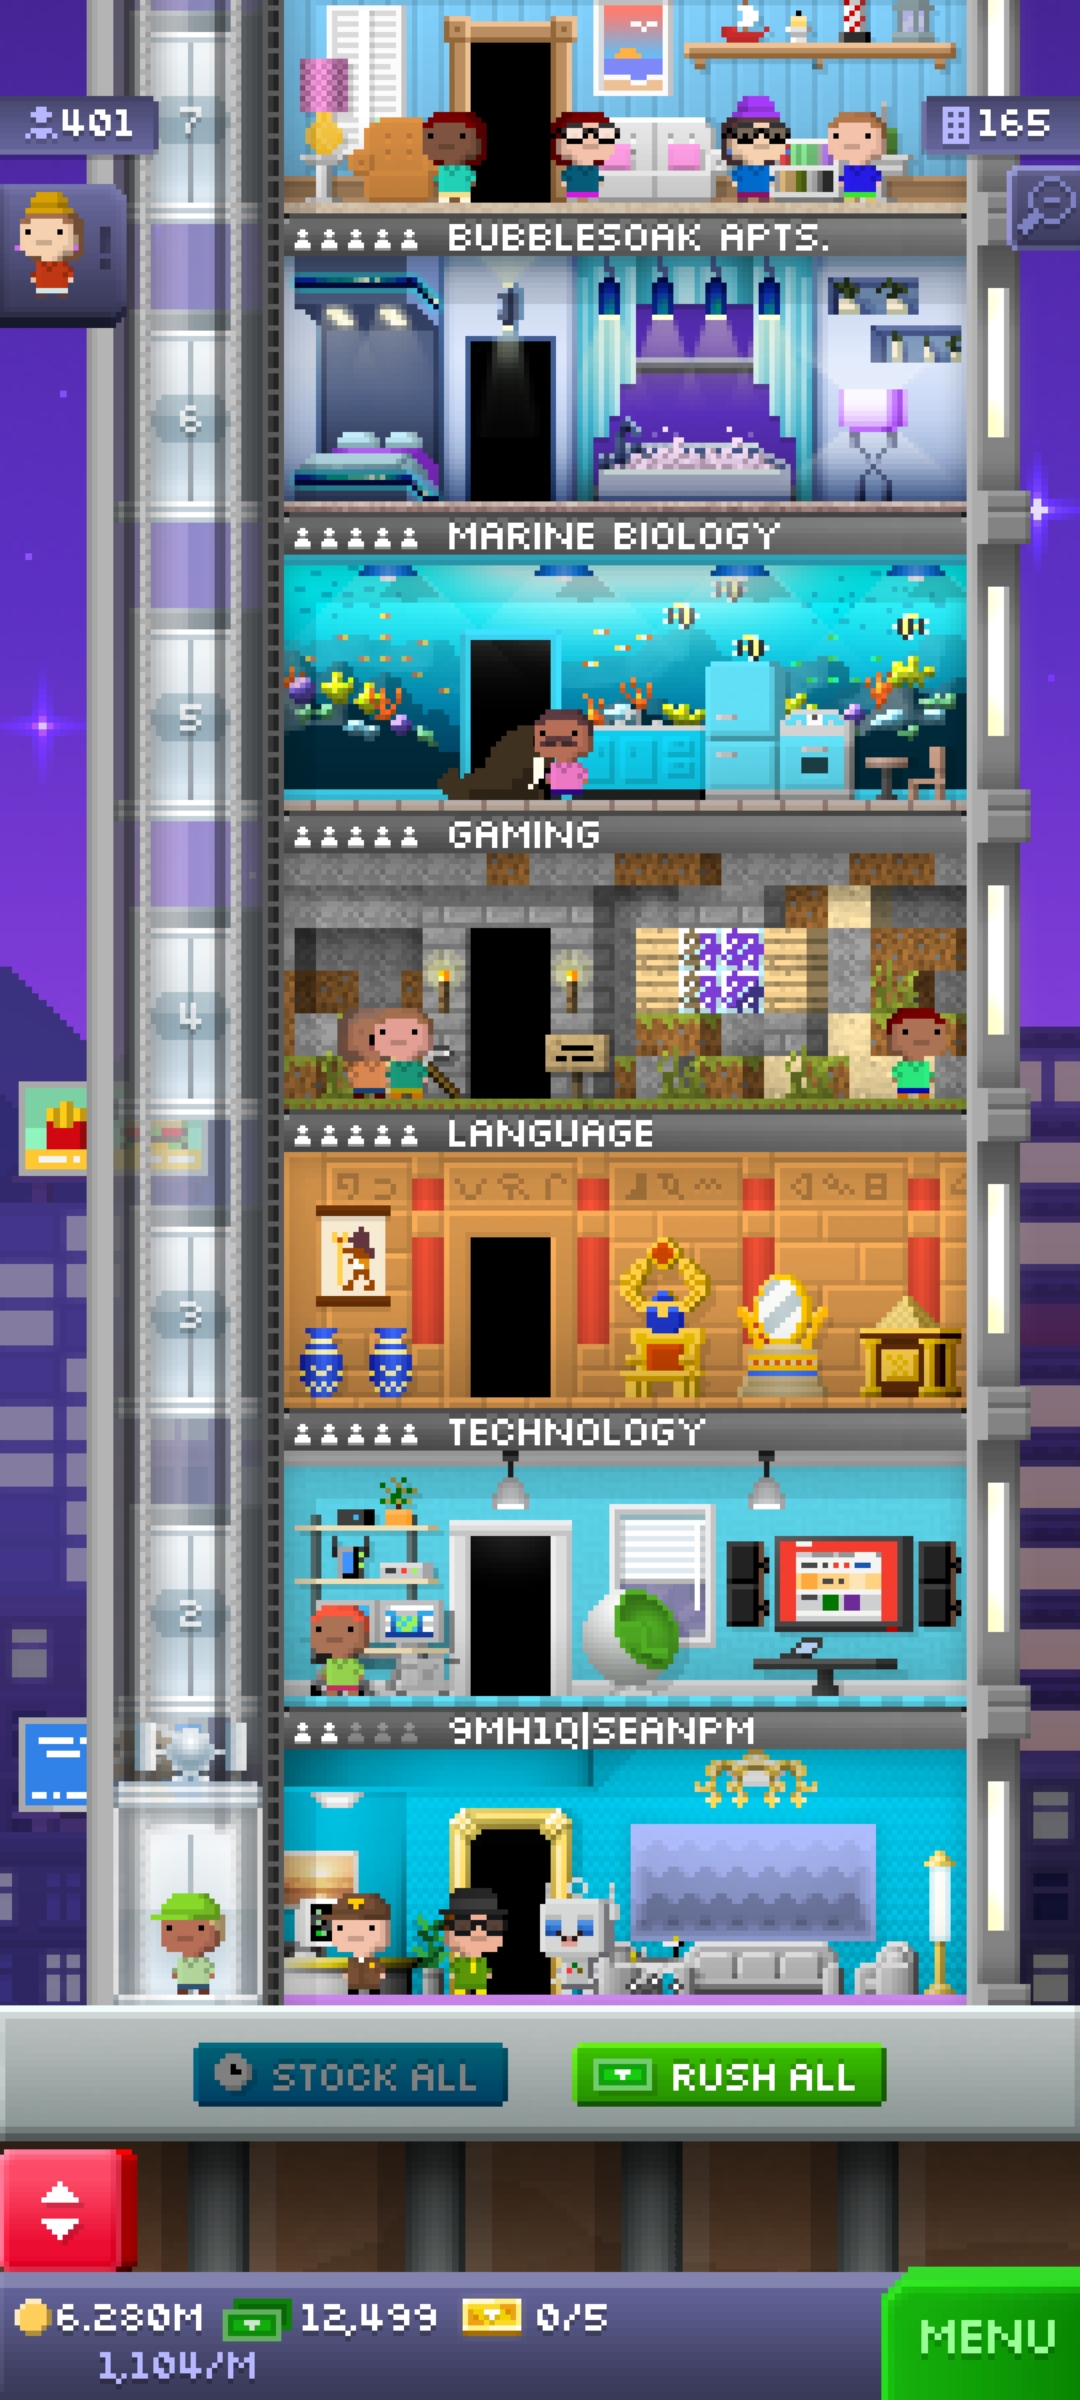 7
401
165
!
BUBBLESOAK APTS.
6
MARINE BIOLOGY
5
GAMING
4
LANGUAGE
3
TECHNOLOGY
2
9MH1Q|SEANPM
STOCK ALL
RUSH ALL
6.280M
12,499
0/5
1,104/M
MENU